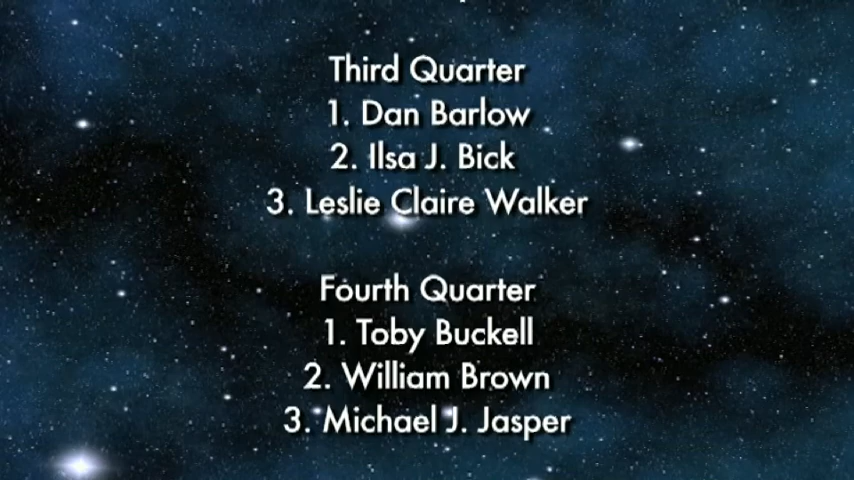 Third Quarter
1. Dan Barlow
2. Ilsa J. Bick
3. Leslie Claire Walker
Fourth Quarter
1. Toby Buckell
2. William Brown
3. Michael J. Jasper